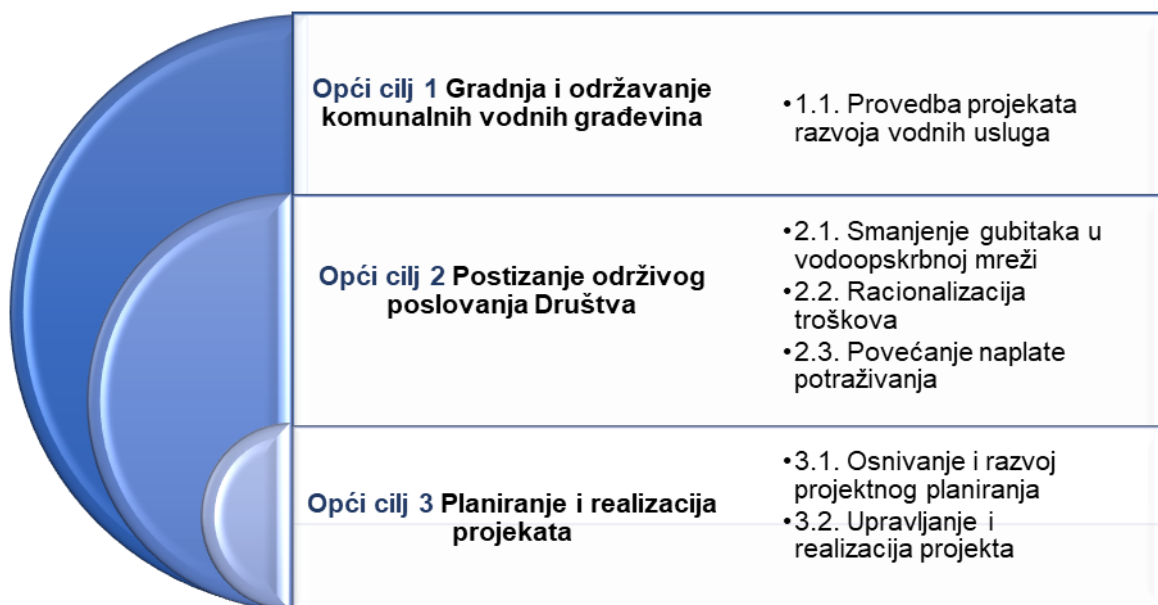 Opći cilj 1 Gradnja i održavanje
komunalnih vodnih građevina
•1.1. Provedba projekata
razvoja vodnih usluga
Opći cilj 2 Postizanje održivog
poslovanja Društva
•2.1. Smanjenje gubitaka u
vodoopskrbnoj mreži
•2.2. Racionalizacija
troškova
•2.3. Povećanje naplate
potraživanja
Opći cilj 3 Planiranje i realizacija
projekata
•3.1. Osnivanje i razvoj
projektnog planiranja
•3.2. Upravljanje i
realizacija projekta